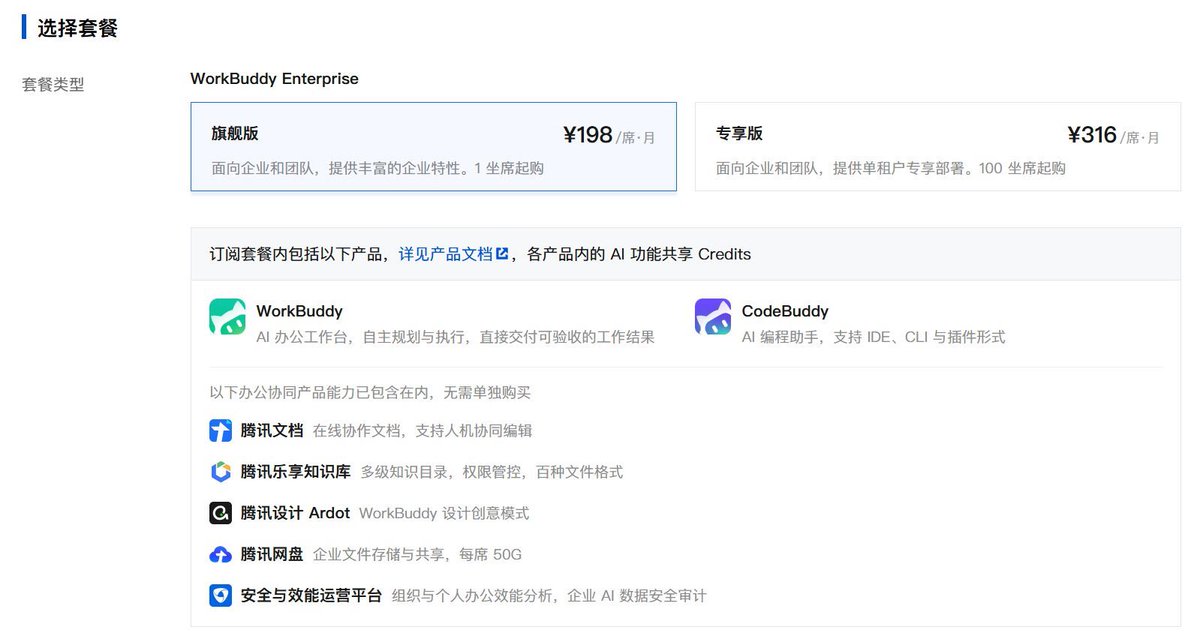 选择套餐
套餐类型
WorkBuddy Enterprise
旗舰版
¥198/席·月
面向企业和团队，提供丰富的企业特性。1 坐席起购
专享版
¥316/席·月
面向企业和团队，提供单租户专享部署。100 坐席起购
订阅套餐内包括以下产品，详见产品文档，各产品内的 AI 功能共享 Credits
WorkBuddy
AI 办公工作台，自主规划与执行，直接交付可验收的工作结果
CodeBuddy
AI 编程助手，支持 IDE、CLI 与插件形式
以下办公协同产品能力已包含在内，无需单独购买
腾讯文档 在线协作文档，支持人机协同编辑
腾讯乐享知识库 多级知识目录，权限管控，百种文件格式
腾讯设计 Ardot WorkBuddy 设计创意模式
腾讯网盘 企业文件存储与共享，每席 50G
安全与效能运营平台 组织与个人办公效能分析，企业 AI 数据安全审计